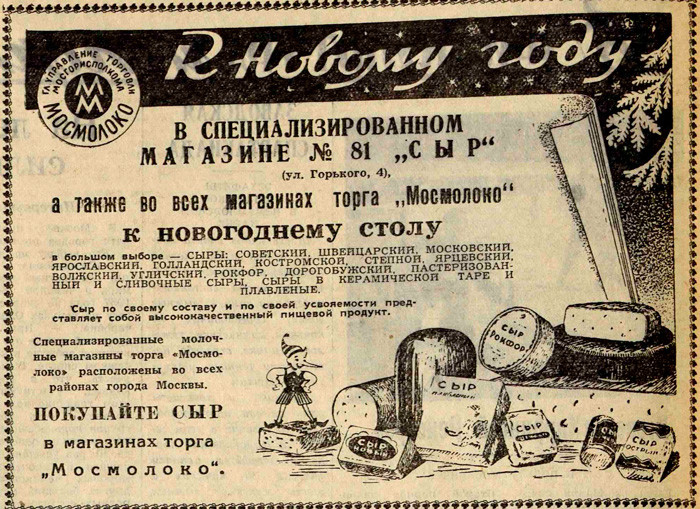 ГЛ. УПРАВЛЕНИЕ ТОРГОВЛИ
МОСГОРИСПОЛКОМА
ММ
МОСМОЛОКО
К Новому году
В СПЕЦИАЛИЗИРОВАННОМ
МАГАЗИНЕ № 81 „СЫР“
(ул. Горького, 4),
а также во всех магазинах торга „Мосмолоко“
к новогоднему столу
в большом выборе — СЫРЫ: СОВЕТСКИЙ, ШВЕЙЦАРСКИЙ, МОСКОВСКИЙ,
ЯРОСЛАВСКИЙ, ГОЛЛАНДСКИЙ, КОСТРОМСКОЙ, СТЕПНОЙ, ЯРЦЕВСКИЙ,
ВОЛЖСКИЙ, УГЛИЧСКИЙ, РОКФОР, ДОРОГОБУЖСКИЙ, ПАСТЕРИЗОВАН-
НЫЙ И СЛИВОЧНЫЕ СЫРЫ, СЫРЫ В КЕРАМИЧЕСКОЙ ТАРЕ И
ПЛАВЛЕНЫЕ.
Сыр по своему составу и по своей усвояемости пред-
ставляет собой высококачественный пищевой продукт.
Специализированные молоч-
ные магазины торга «Мосмо-
локо» расположены во всех
районах города Москвы.
ПОКУПАЙТЕ СЫР
в магазинах торга
„Мосмолоко“.
СЫР
РОКФОР
СЫР
ПЛАВЛЕНЫЙ
СЫР
НОВЫЙ
СЫР
СЫР
ОСТРЫЙ